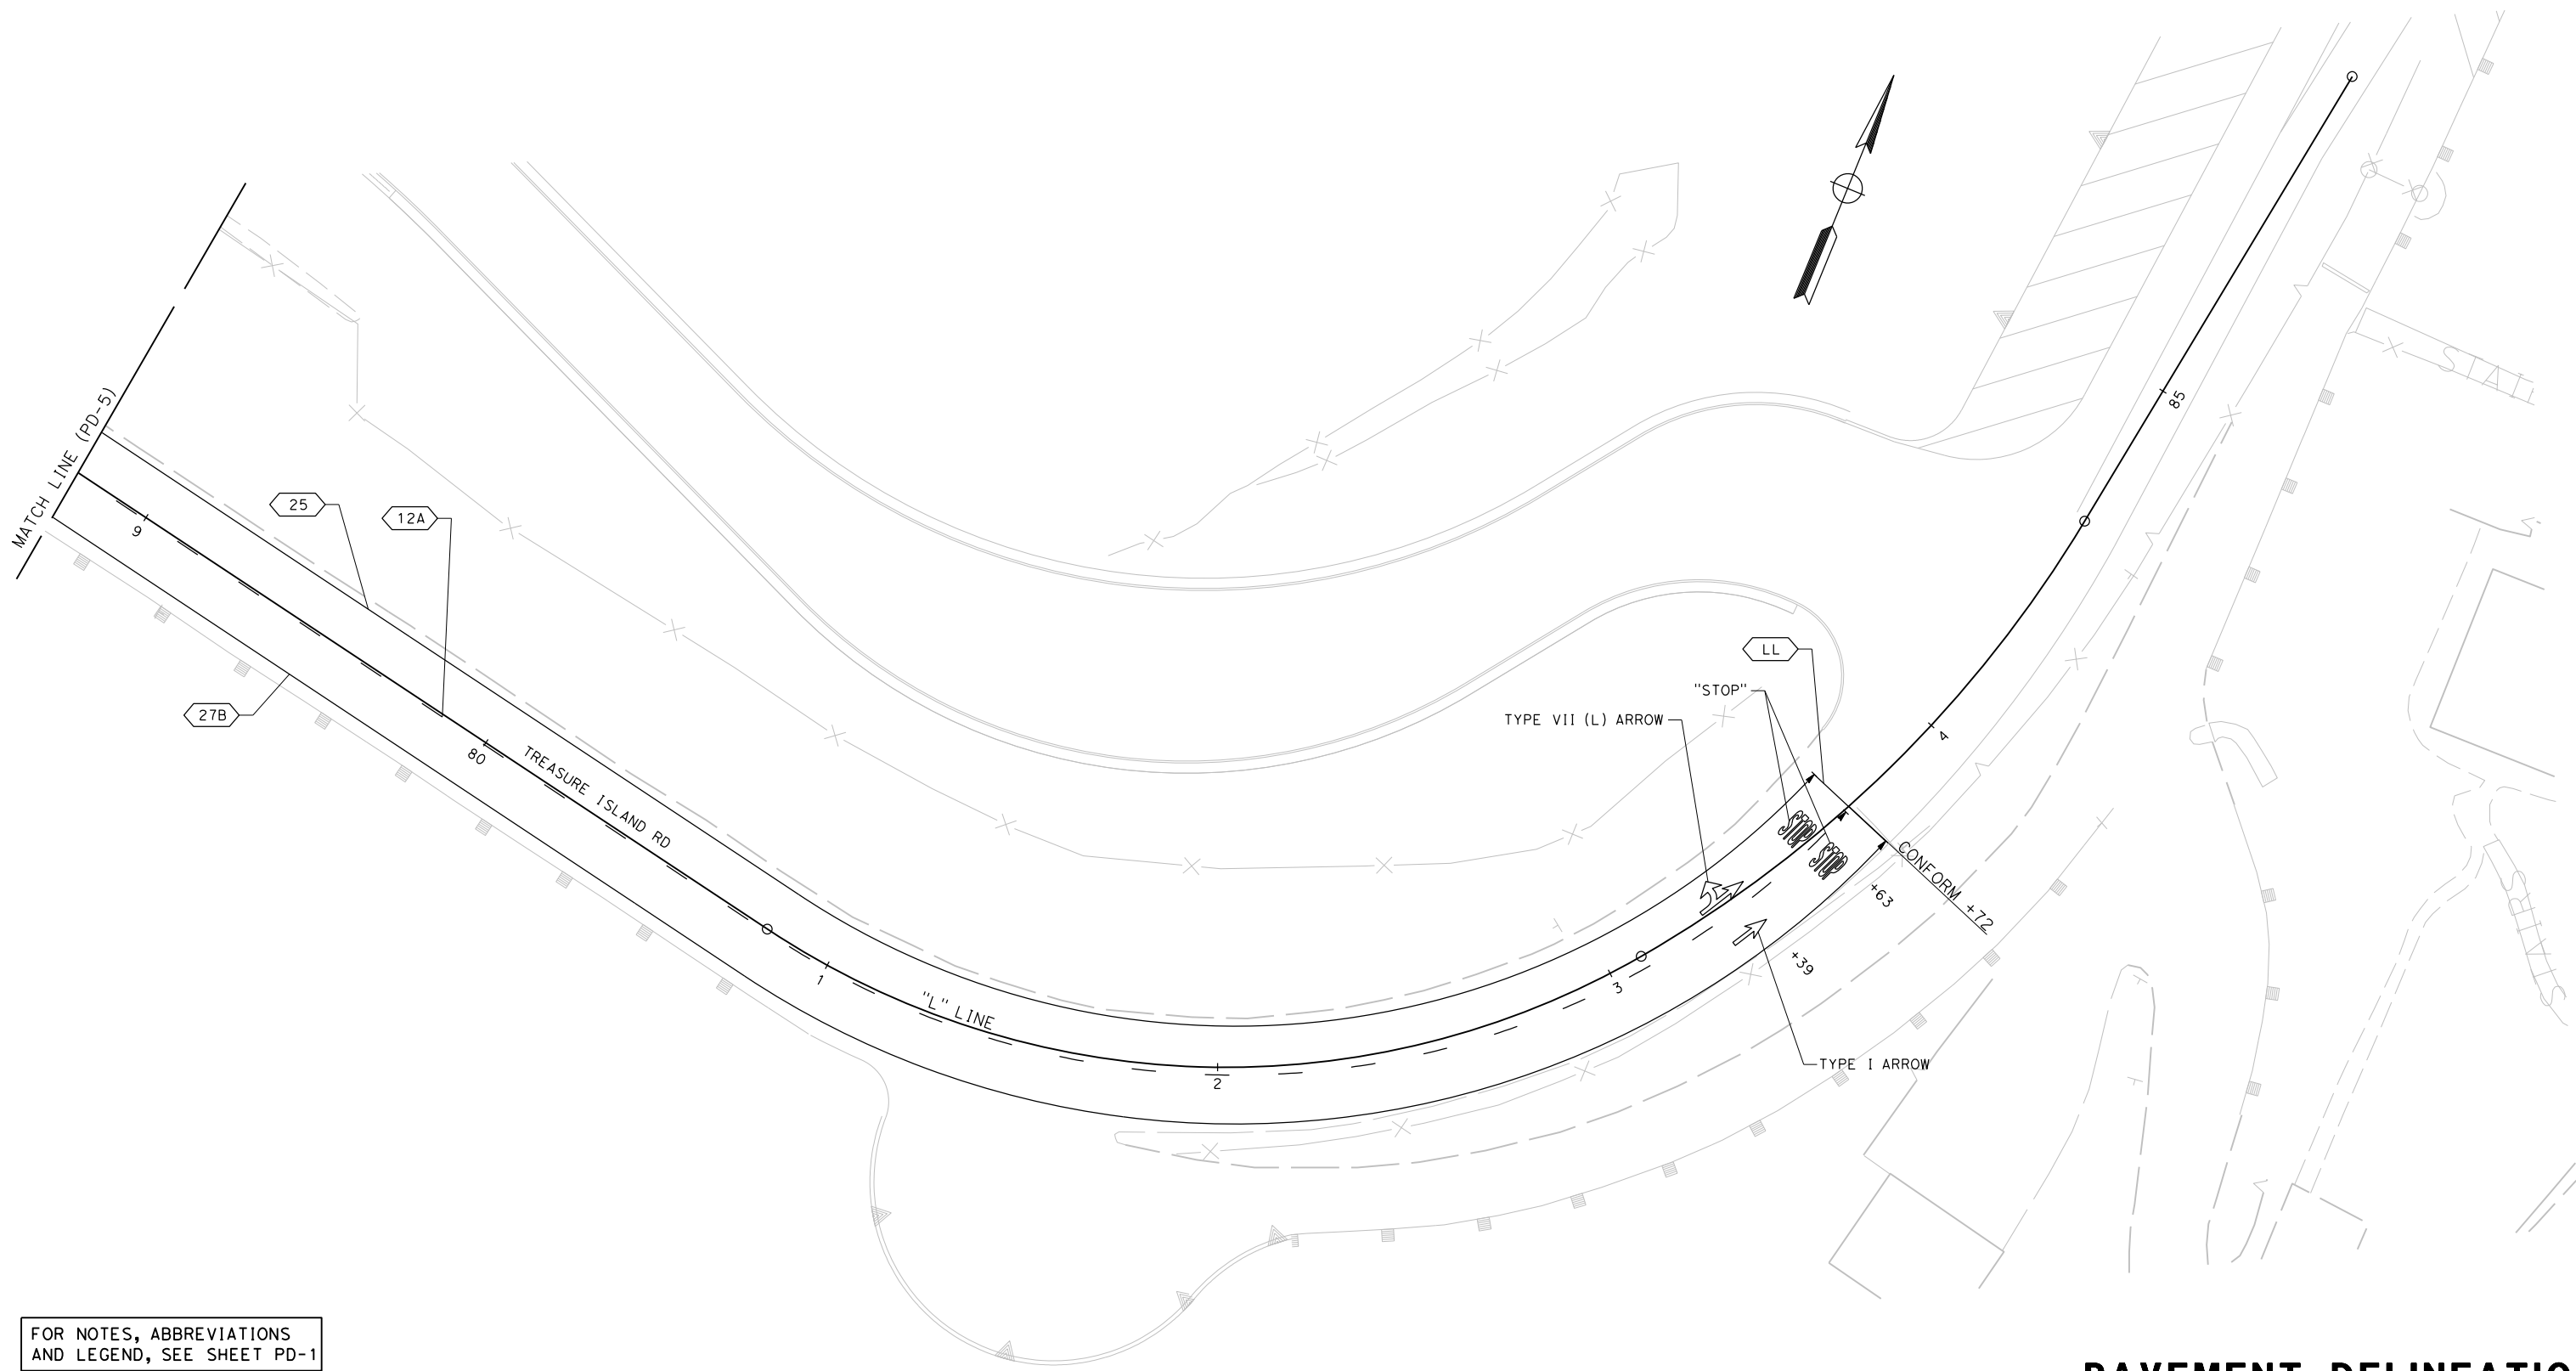 MATCH LINE (PD-5)
25
12A
9
27B
80
TREASURE ISLAND RD
1
"L" LINE
2
3
LL
"STOP"
TYPE VII (L) ARROW
STOP
STOP
4
85
CONFORM +72
+63
+39
TYPE I ARROW
FOR NOTES, ABBREVIATIONS
AND LEGEND, SEE SHEET PD-1